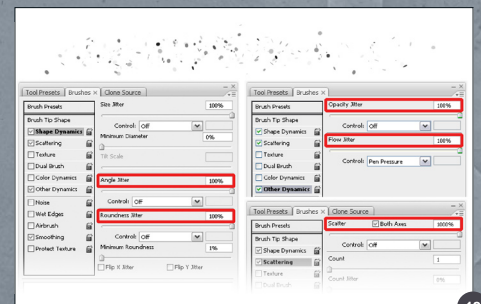 Tool Presets Brushes × Clone Source
Brush Presets
Brush Tip Shape
Shape Dynamics
Scattering
Texture
Dual Brush
Color Dynamics
Other Dynamics
Noise
Wet Edges
Airbrush
Smoothing
Protect Texture
Size Jitter 100%
Control: Off
Minimum Diameter 0%
Tilt Scale
Angle Jitter 100%
Control: Off
Roundness Jitter 100%
Control: Off
Minimum Roundness 1%
Flip X Jitter Flip Y Jitter
Tool Presets Brushes × Clone Source
Brush Presets
Brush Tip Shape
Shape Dynamics
Scattering
Texture
Dual Brush
Color Dynamics
Other Dynamics
Opacity Jitter 100%
Control: Off
Flow Jitter 100%
Control: Pen Pressure
Tool Presets Brushes × Clone Source
Brush Presets
Brush Tip Shape
Shape Dynamics
Scattering
Texture
Dual Brush
Scatter Both Axes 1000%
Control: Off
Count 1
Count Jitter 0%